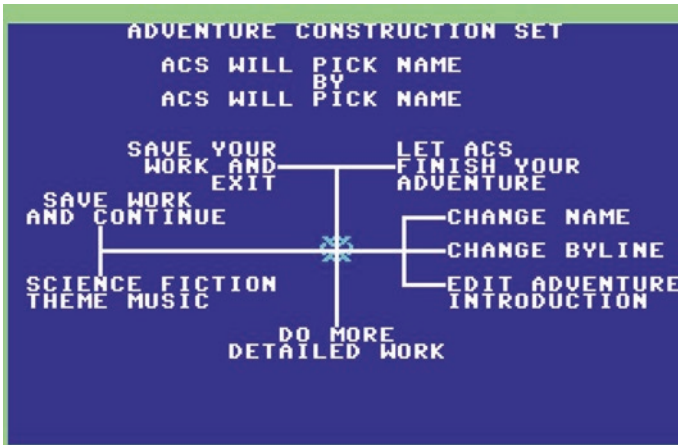 ADVENTURE CONSTRUCTION SET
ACS WILL PICK NAME
BY
ACS WILL PICK NAME
SAVE YOUR
WORK AND
EXIT
LET ACS
FINISH YOUR
ADVENTURE
SAVE WORK
AND CONTINUE
CHANGE NAME
CHANGE BYLINE
SCIENCE FICTION
THEME MUSIC
EDIT ADVENTURE
INTRODUCTION
DO MORE
DETAILED WORK